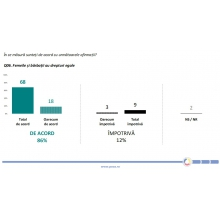 În ce măsură sunteți de acord cu următoarele afirmații?
QD6. Femeile și bărbații au drepturi egale
68
18
3
9
2
Total de acord
Oarecum de acord
Oarecum împotrivă
Total împotrivă
NS / NR
DE ACORD
86%
ÎMPOTRIVĂ
12%